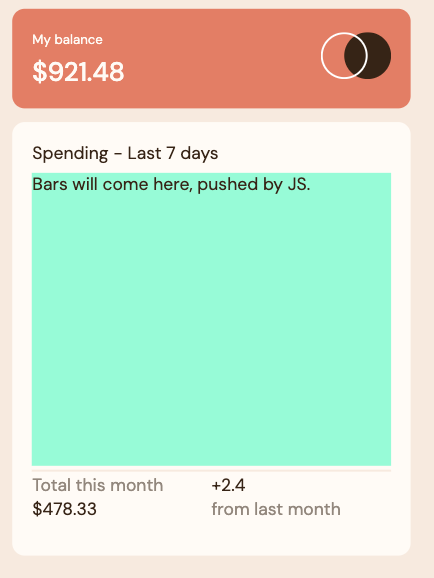 My balance
$921.48
Spending - Last 7 days
Bars will come here, pushed by JS.
Total this month
$478.33
+2.4
from last month